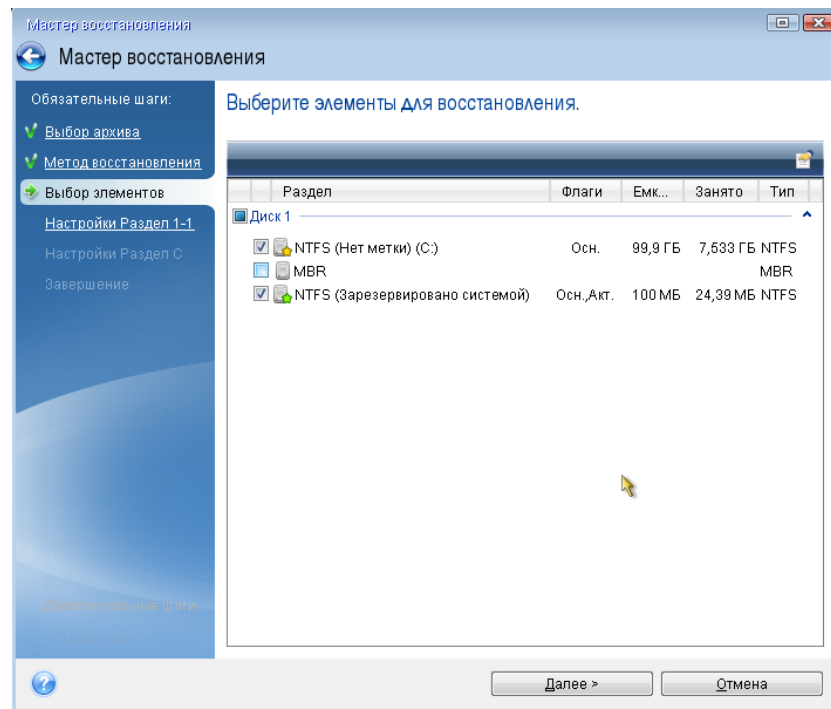 Мастер восстановления
Мастер восстановления
Обязательные шаги:
Выбор архива
Метод восстановления
Выбор элементов
Настройки Раздел 1-1
Настройки Раздел C
Завершение
Выберите элементы для восстановления.
Раздел Флаги Емк... Занято Тип
Диск 1
NTFS (Нет метки) (C:) Осн. 99,9 ГБ 7,533 ГБ NTFS
MBR MBR
NTFS (Зарезервировано системой) Осн.,Акт. 100 МБ 24,39 МБ NTFS
шаги:
Далее >
Отмена